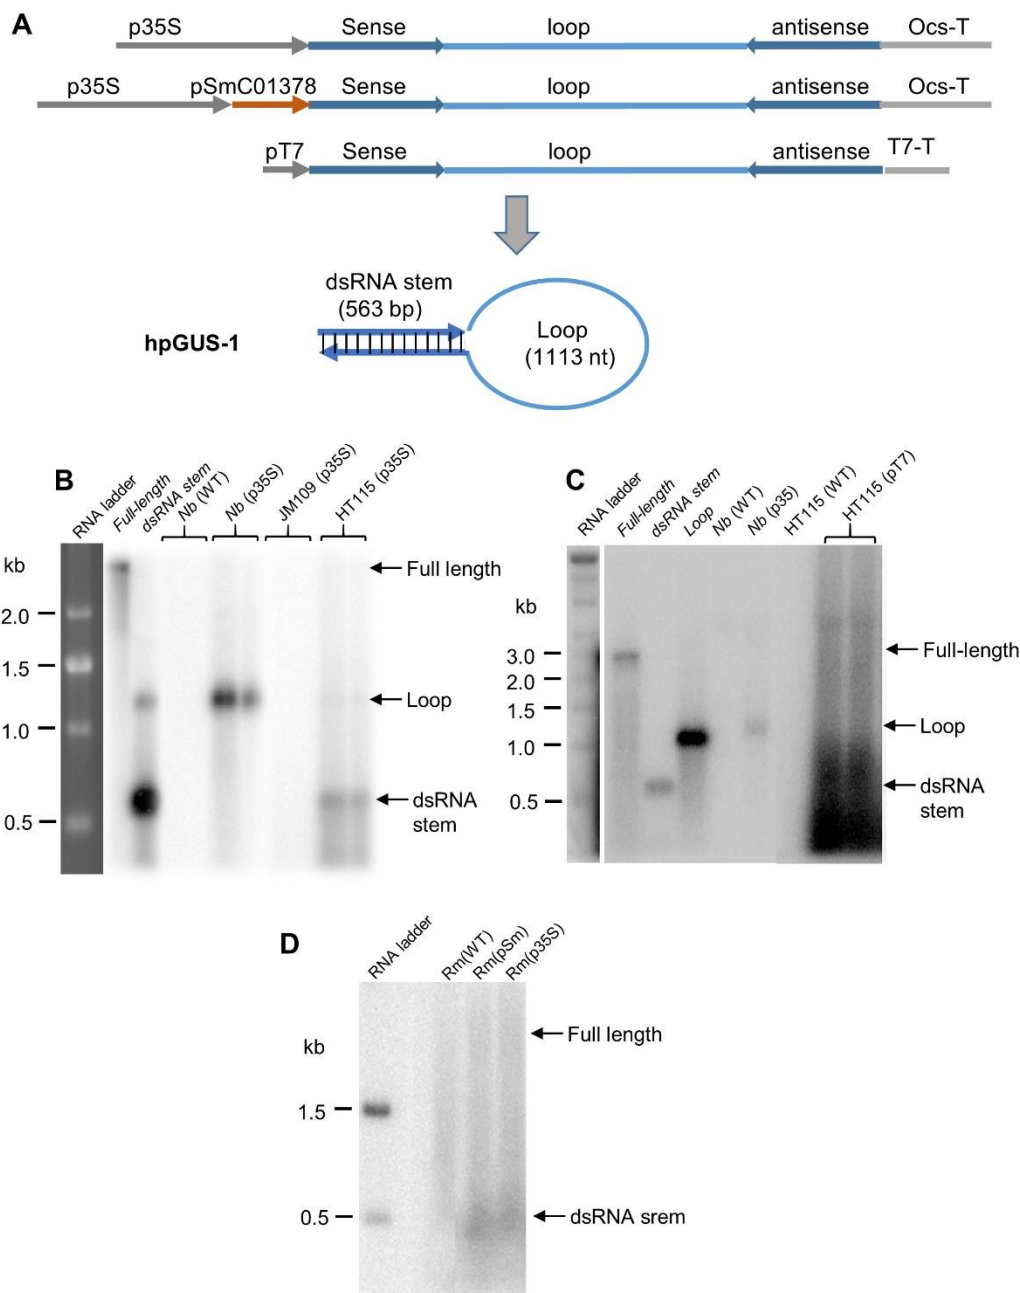 A
p35S Sense loop antisense Ocs-T
p35S pSmC01378 Sense loop antisense Ocs-T
pT7 Sense loop antisense T7-T
dsRNA stem
(563 bp)
hpGUS-1
Loop
(1113 nt)
B
RNA ladder
Full-length
dsRNA stem
Nb (WT)
Nb (p35S)
JM109 (p35S)
HT115 (p35S)
kb
2.0
1.5
1.0
0.5
Full length
Loop
dsRNA
stem
C
RNA ladder
Full-length
dsRNA stem
Loop
Nb (WT)
Nb (p35)
HT115 (WT)
HT115 (pT7)
kb
3.0
2.0
1.5
1.0
0.5
Full-length
Loop
dsRNA
stem
D
RNA ladder
Rm(WT)
Rm(pSm)
Rm(p35S)
kb
1.5
0.5
Full length
dsRNA srem